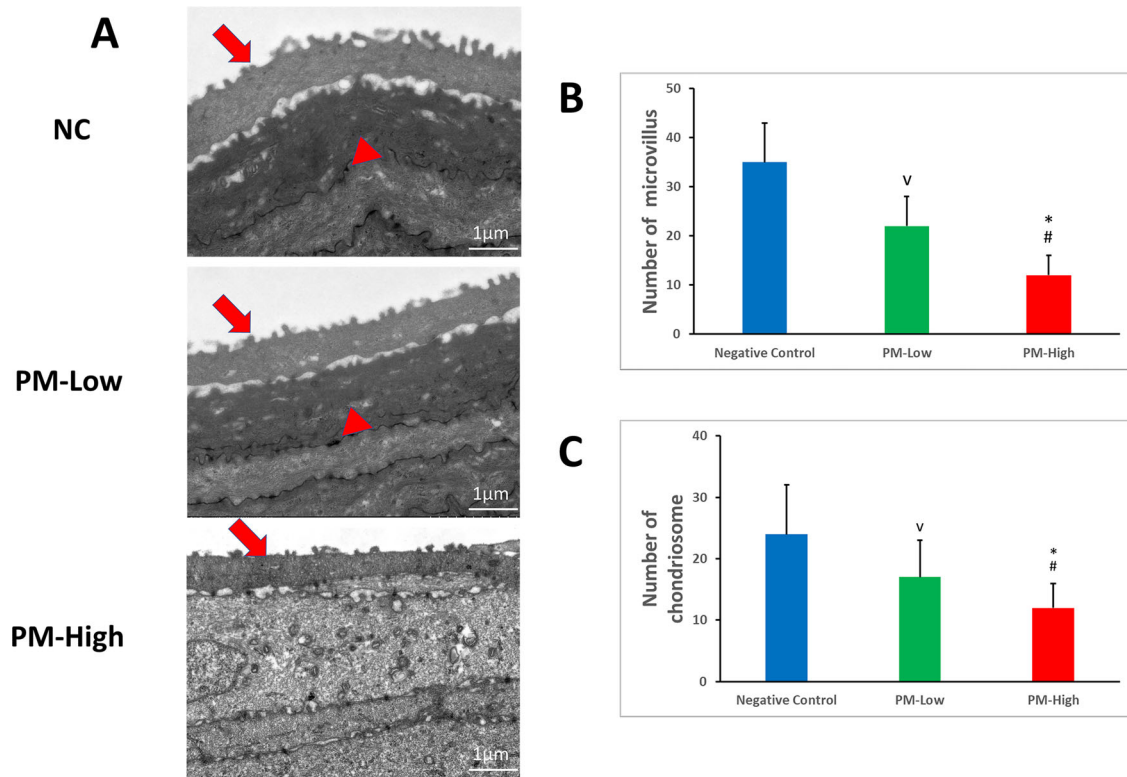 A
NC
1μm
PM-Low
1μm
PM-High
1μm
B
Number of microvillus
50
40
30
20
10
0
v
*
#
Negative Control
PM-Low
PM-High
C
Number of
chondriosome
40
30
20
10
0
v
*
#
Negative Control
PM-Low
PM-High